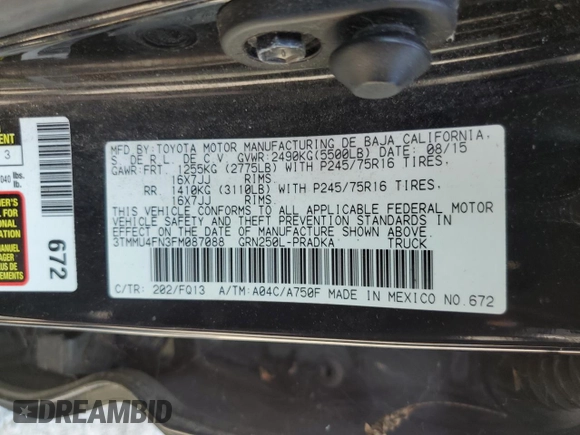 MFD. BY:TOYOTA MOTOR MANUFACTURING DE BAJA CALIFORNIA,
S DE R.L. DE C.V. GVWR:2490KG(5500LB) DATE: 08/15
GAWR:FRT. 1255KG (2775LB) WITH P245/75R16 TIRES.
16X7JJ RIMS
RR 1410KG (3110LB) WITH P245/75R16 TIRES.
16X7JJ RIMS
THIS VEHICLE CONFORMS TO ALL APPLICABLE FEDERAL MOTOR
VEHICLE SAFETY STANDARDS IN EFFECT ON THE
DATE OF MANUFACTURE SHOWN ABOVE.
3TMMU4FN3FM087088 GRN250L-PRADKA TRUCK
C/TR: 202/FQ13 A/TM:A04C/A750F MADE IN MEXICO NO.672
3
lbs.
lb.
672
DREAMBID